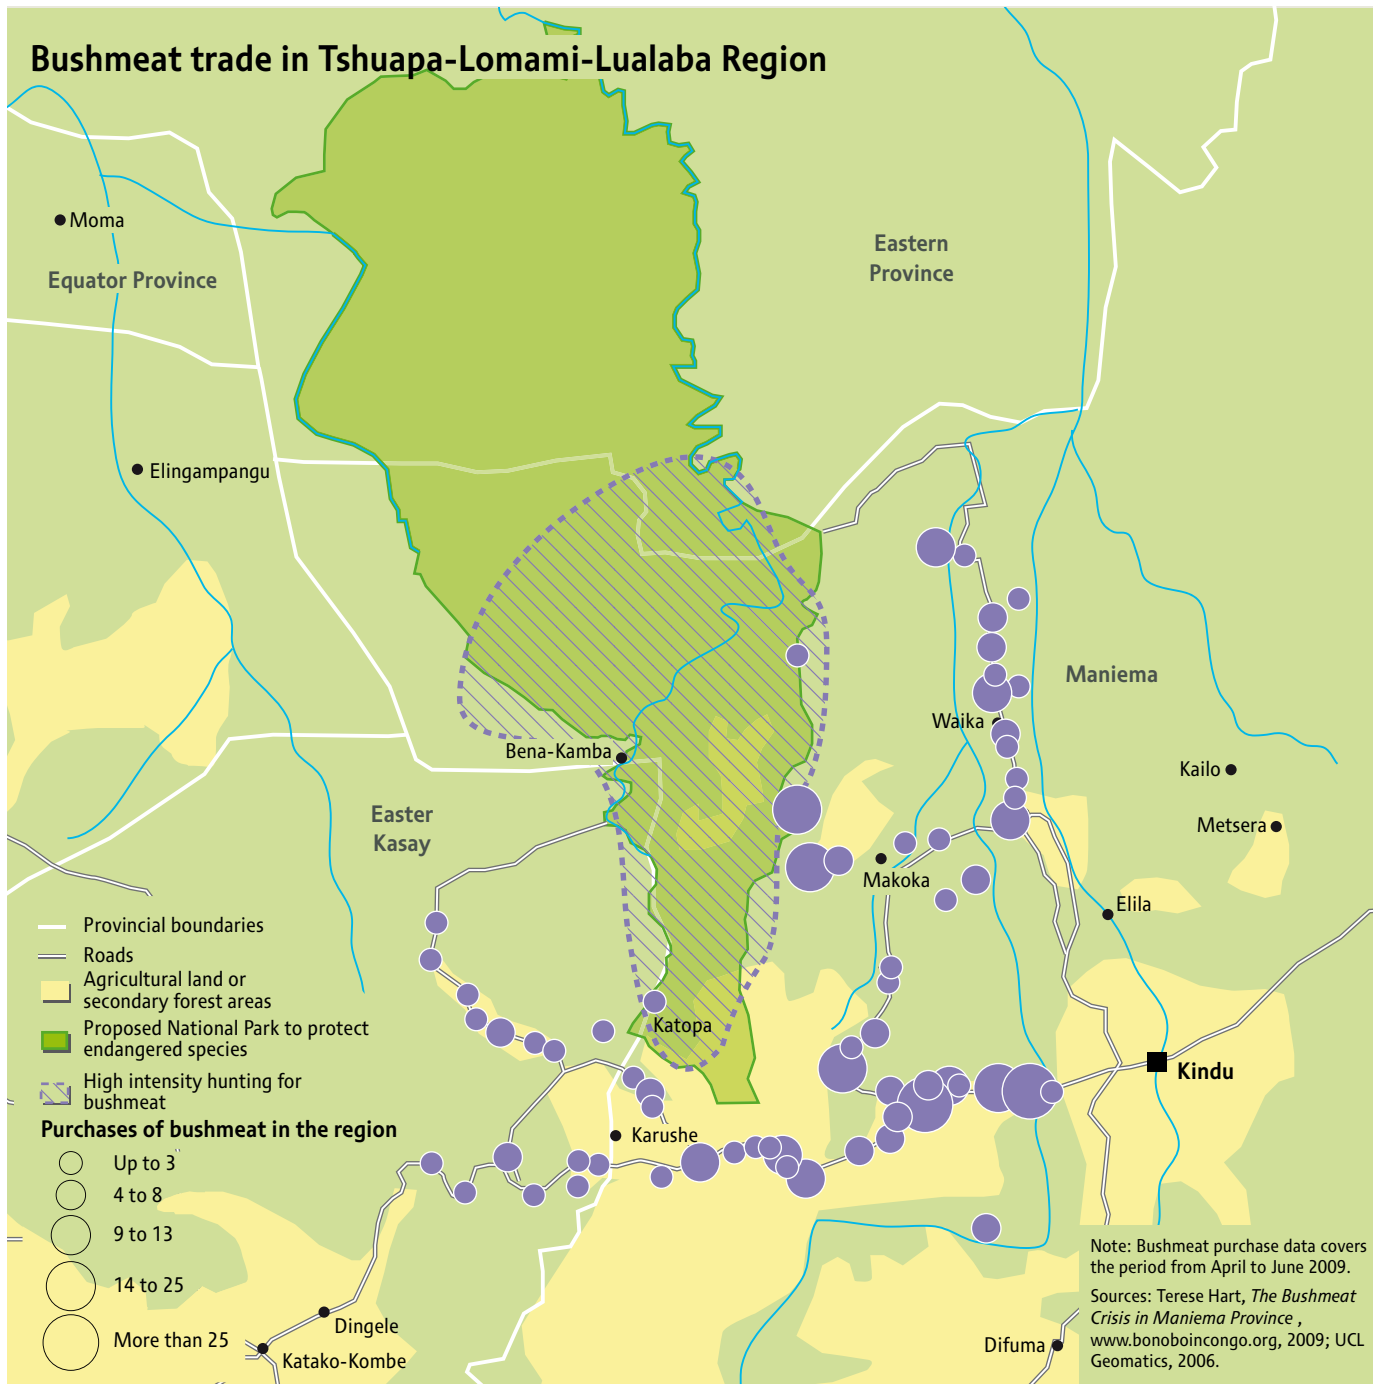 Bushmeat trade in Tshuapa-Lomami-Lualaba Region
Moma
Equator Province
Eastern
Province
Elingampangu
Maniema
Waika
Bena-Kamba
Kailo
Easter
Kasay
Metsera
Makoka
Elila
Katopa
Kindu
Karushe
Dingele
Katako-Kombe
Difuma
Provincial boundaries
Roads
Agricultural land or
secondary forest areas
Proposed National Park to protect
endangered species
High intensity hunting for
bushmeat
Purchases of bushmeat in the region
Up to 3
4 to 8
9 to 13
14 to 25
More than 25
Note: Bushmeat purchase data covers
the period from April to June 2009.
Sources: Terese Hart, The Bushmeat
Crisis in Maniema Province ,
www.bonoboincongo.org, 2009; UCL
Geomatics, 2006.